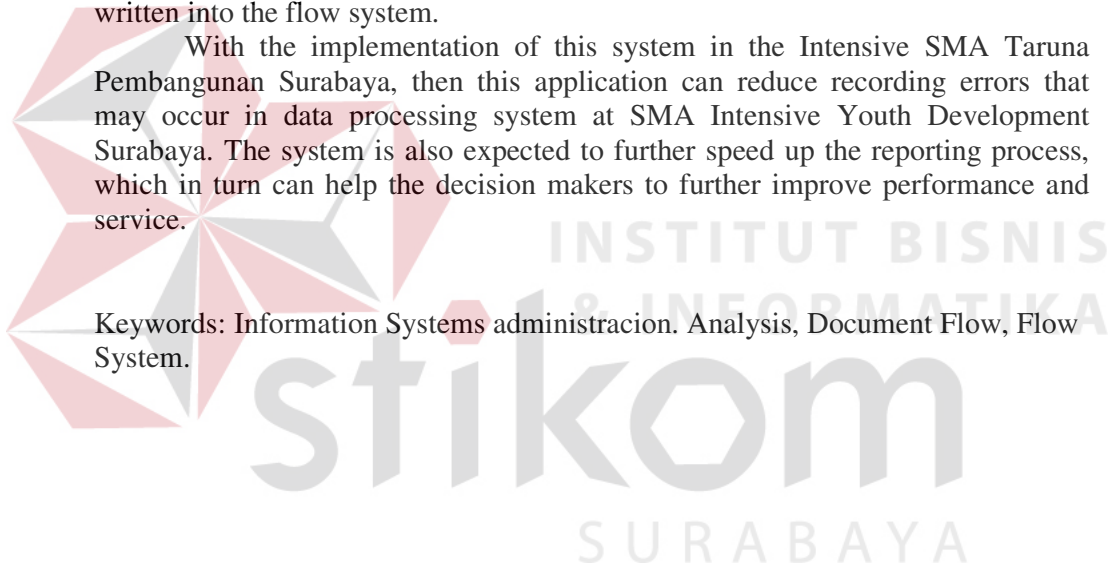 written into the flow system.
With the implementation of this system in the Intensive SMA Taruna
Pembangunan Surabaya, then this application can reduce recording errors that
may occur in data processing system at SMA Intensive Youth Development
Surabaya. The system is also expected to further speed up the reporting process,
which in turn can help the decision makers to further improve performance and
service.
INSTITUT BISNIS
& INFORMATIKA
Keywords: Information Systems administracion. Analysis, Document Flow, Flow
System.
stikom
SURABAYA